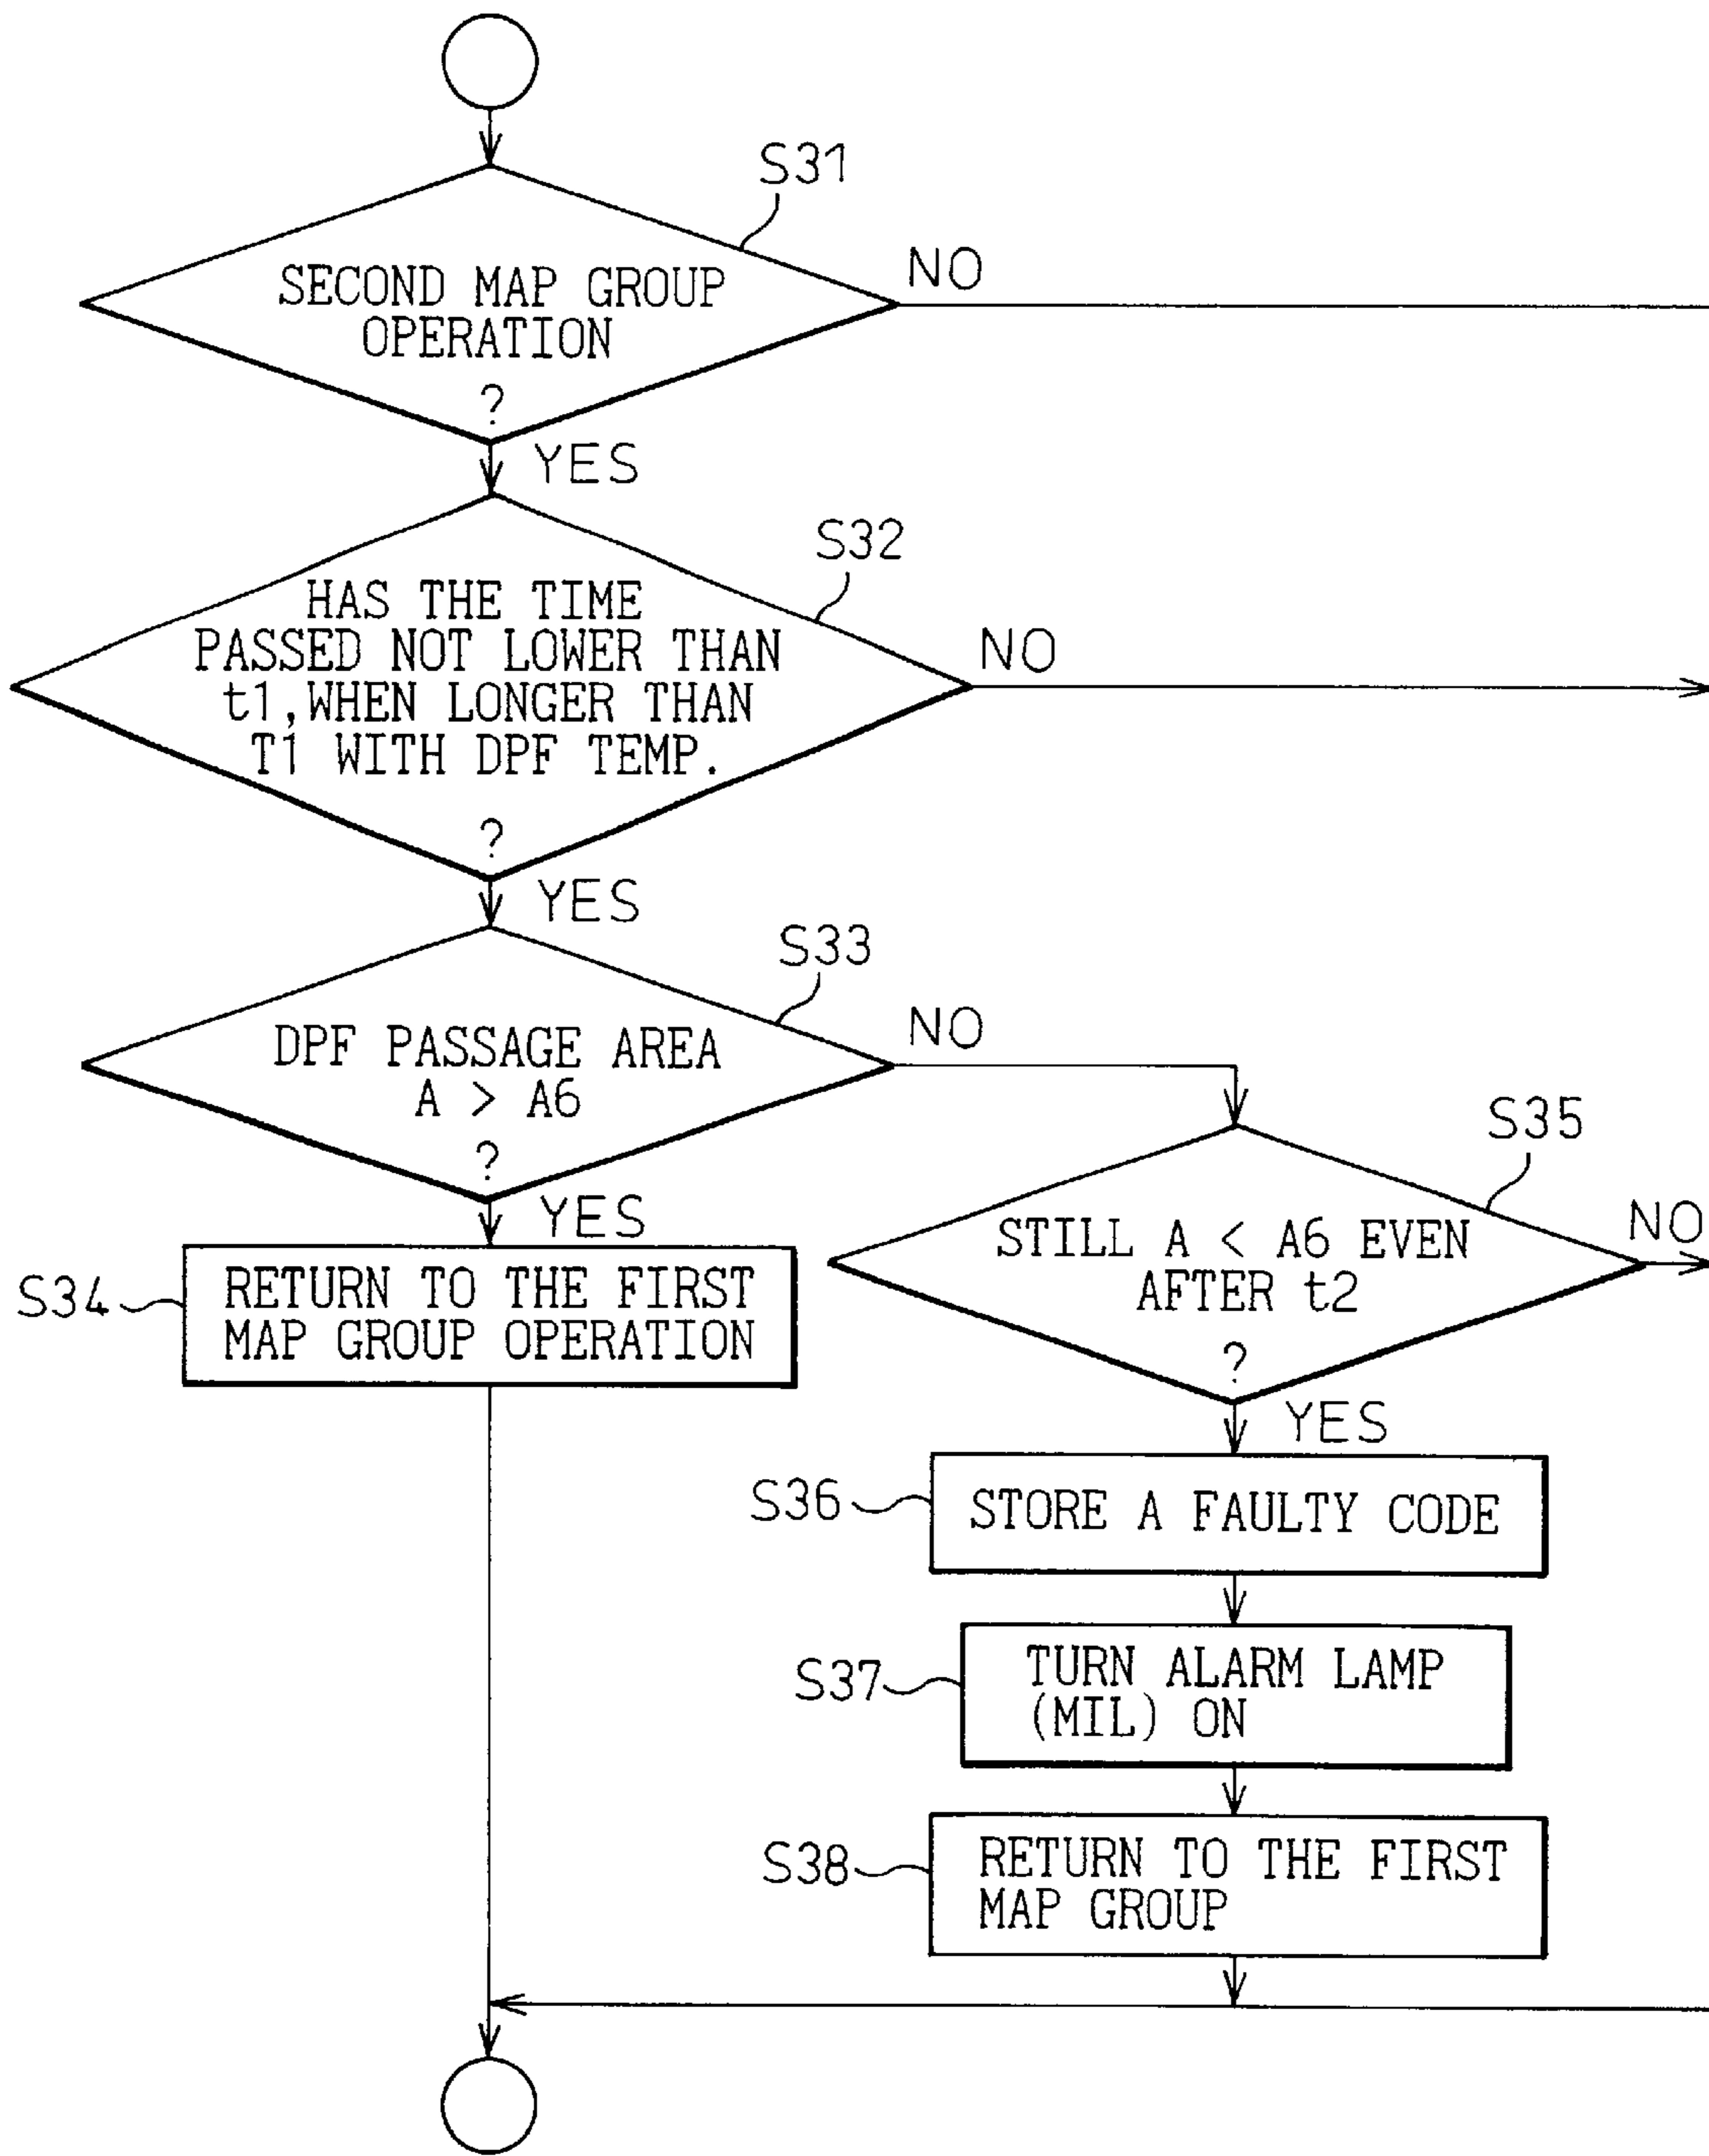 S31
SECOND MAP GROUP
OPERATION
?
NO
YES
S32
HAS THE TIME
PASSED NOT LOWER THAN
t1,WHEN LONGER THAN
T1 WITH DPF TEMP.
?
NO
YES
S33
DPF PASSAGE AREA
A > A6
?
NO
YES
S34
RETURN TO THE FIRST
MAP GROUP OPERATION
S35
STILL A < A6 EVEN
AFTER t2
?
NO
YES
S36
STORE A FAULTY CODE
S37
TURN ALARM LAMP
(MIL) ON
S38
RETURN TO THE FIRST
MAP GROUP